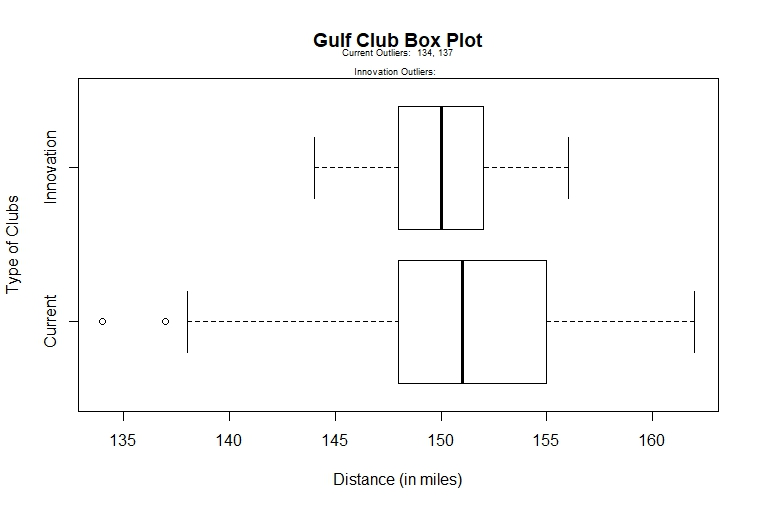 Gulf Club Box Plot
Current Outliers:  134, 137
Innovation Outliers:
Type of Clubs
Innovation
Current
135 140 145 150 155 160
Distance (in miles)